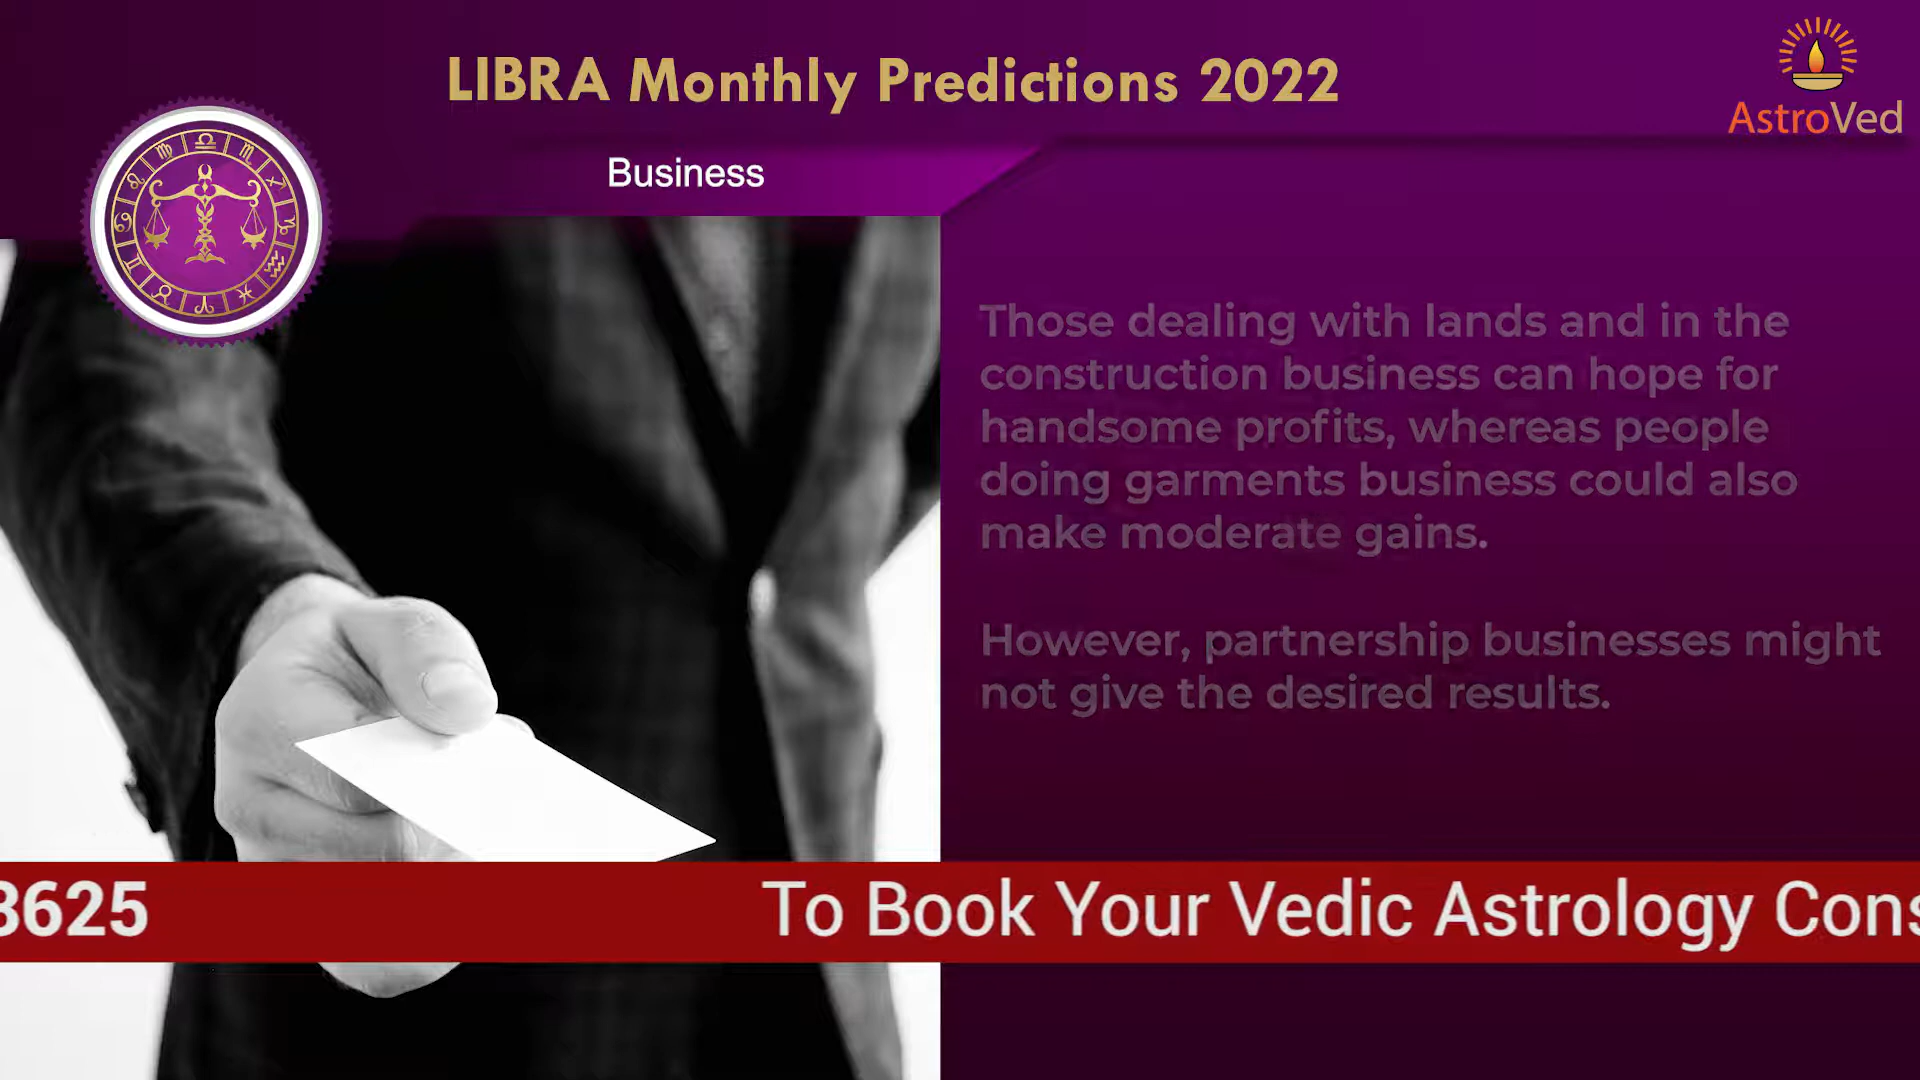 LIBRA Monthly Predictions 2022
AstroVed
Business
Those dealing with lands and in the
construction business can hope for
handsome profits, whereas people
doing garments business could also
make moderate gains.
However, partnership businesses might
not give the desired results.
3625 To Book Your Vedic Astrology Cons